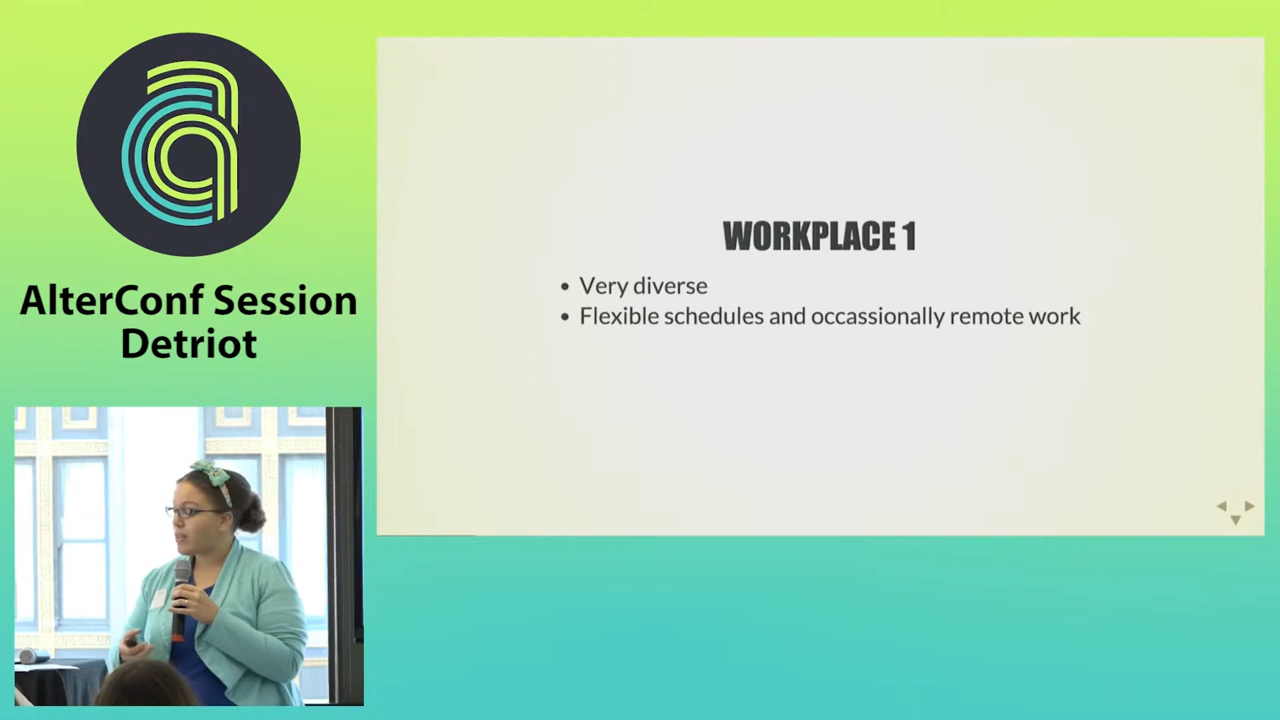 AlterConf Session
Detriot
WORKPLACE 1
• Very diverse
• Flexible schedules and occassionally remote work